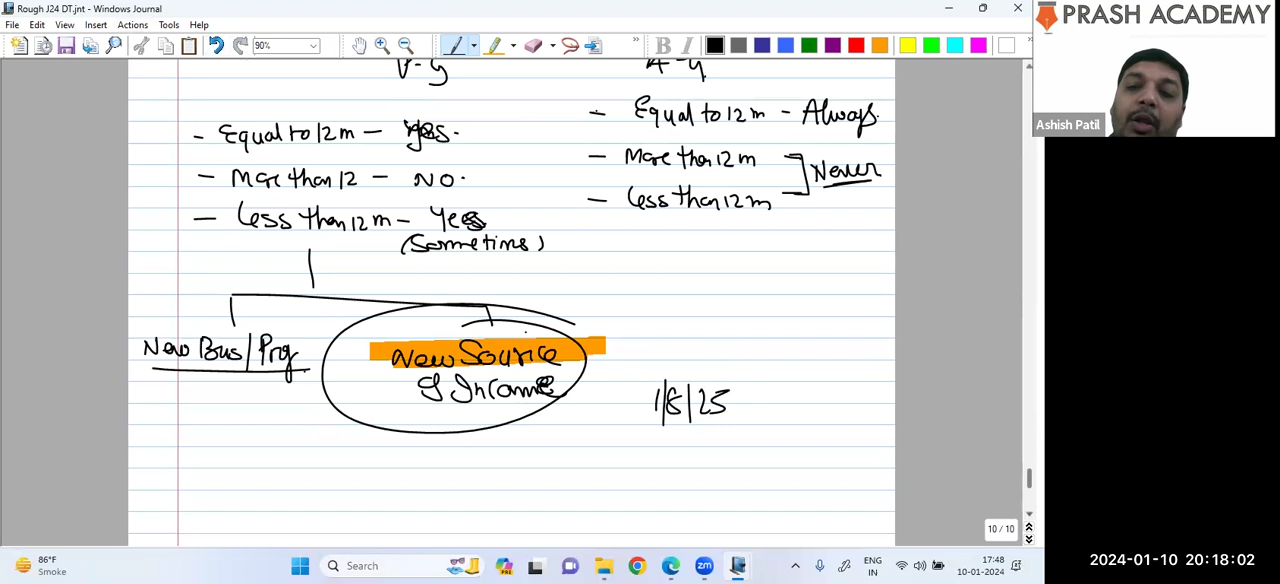 Rough J24 DT.jnt - Windows Journal
File Edit View Insert Actions Tools Help
90%
B I
PRASH ACADEMY
Ashish Patil
P-Y
A-Y
- Equal to 12m - Yes.
- More than 12 - NO.
- Less than 12m - Yes
(Sometimes)
- Equal to 12m - Always
- More than 12m
- Less than 12m
Never
New Bus/Prof
New Source
of Income
1/8/25
10 / 10
86°F
Smoke
Search
ENG
IN
17:48
10-01-2024
2024-01-10 20:18:02